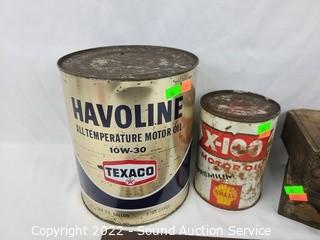 HAVOLINE
ALL TEMPERATURE MOTOR OIL
10W-30
TEXACO
X-100
MOTOR OIL
PREMIUM
SHELL
Copyright 2022 - Sound Auction Service